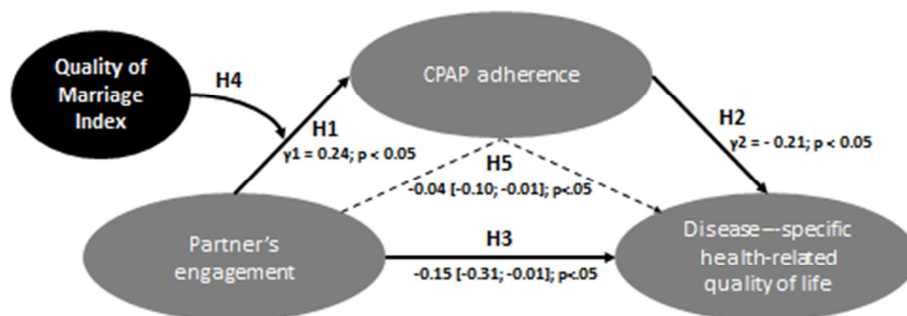 Quality of
Marriage
Index
H4
CPAP adherence
H1
γ1 = 0.24; p < 0.05
H2
γ2 = - 0.21; p < 0.05
H5
-0.04 [-0.10; -0.01]; p<.05
Partner's
engagement
H3
-0.15 [-0.31; -0.01]; p<.05
Disease—specific
health-related
quality of life